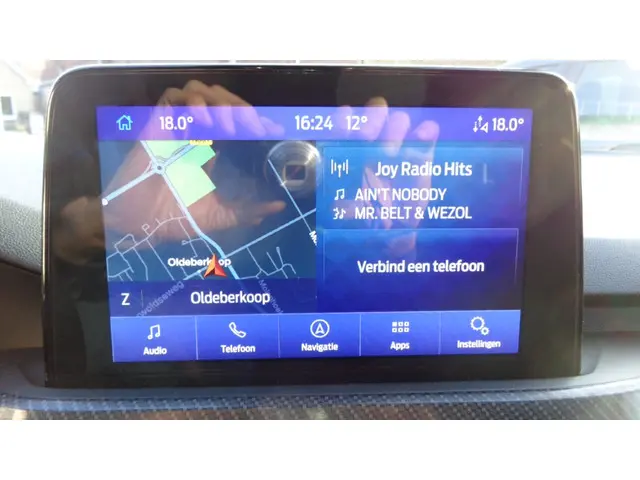 18.0° 16:24 12° 18.0°
Joy Radio Hits
AIN'T NOBODY
MR. BELT & WEZOL
Oldeberkoop
Verbind een telefoon
Z Oldeberkoop
Audio Telefoon Navigatie Apps Instellingen